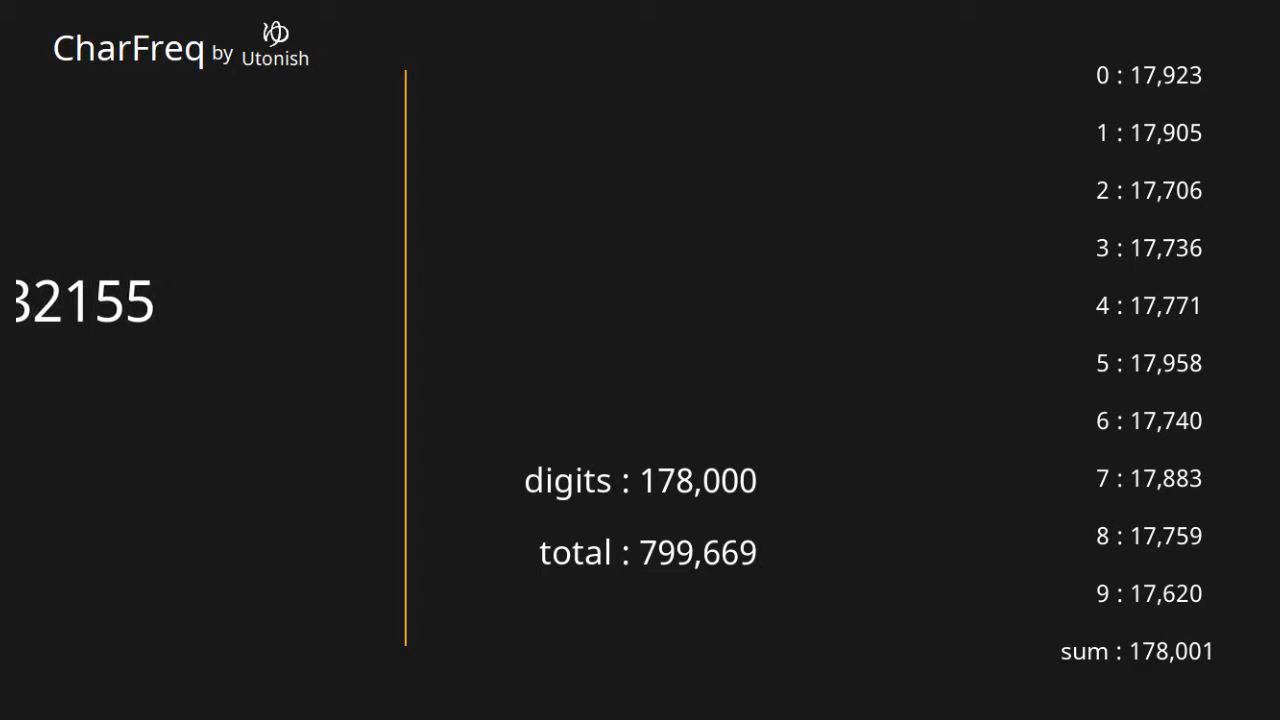 CharFreq by Utonish
32155
digits : 178,000
total : 799,669
0 : 17,923
1 : 17,905
2 : 17,706
3 : 17,736
4 : 17,771
5 : 17,958
6 : 17,740
7 : 17,883
8 : 17,759
9 : 17,620
sum : 178,001